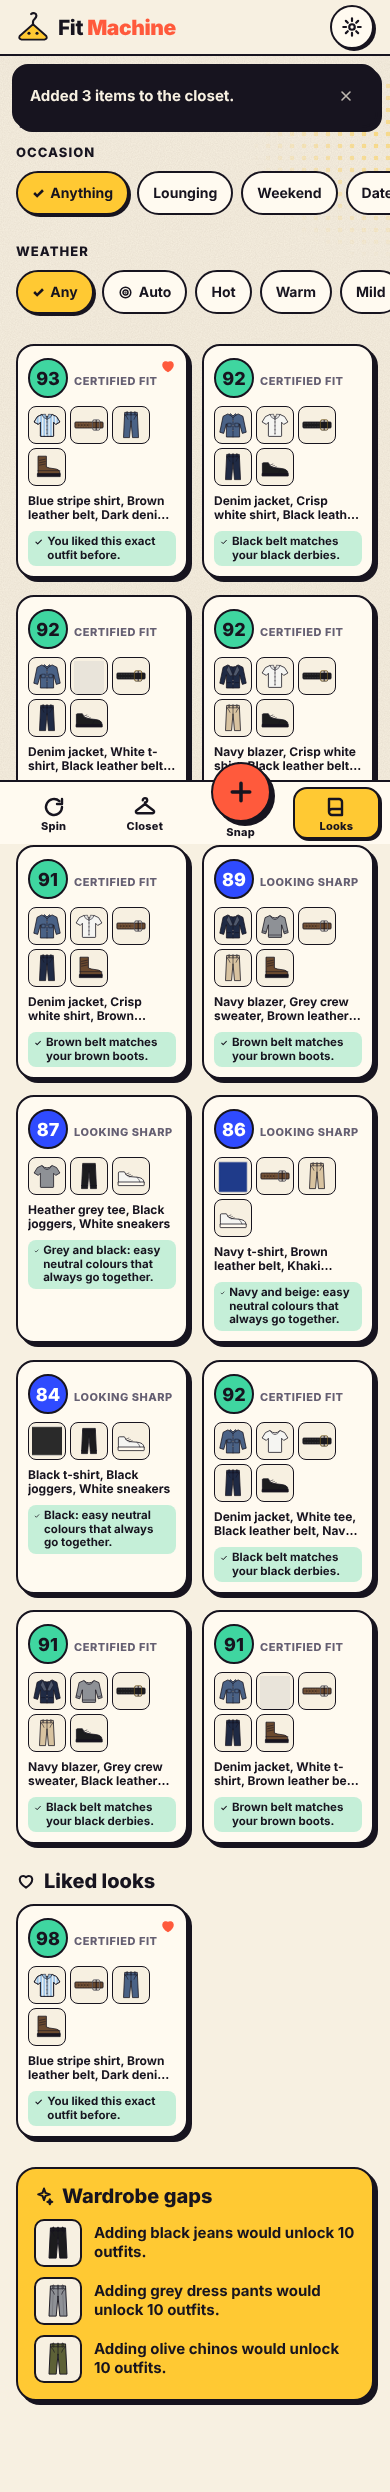 Fit Machine
Added 3 items to the closet.
OCCASION
Anything
Lounging
Weekend
Date
WEATHER
Any
Auto
Hot
Warm
Mild
93 CERTIFIED FIT
Blue stripe shirt, Brown
leather belt, Dark deni...
You liked this exact
outfit before.
92 CERTIFIED FIT
Denim jacket, Crisp
white shirt, Black leath...
Black belt matches
your black derbies.
92 CERTIFIED FIT
Denim jacket, White t-
shirt, Black leather belt...
92 CERTIFIED FIT
Navy blazer, Crisp white
shirt, Black leather belt...
Spin
Closet
Snap
Looks
91 CERTIFIED FIT
Denim jacket, Crisp
white shirt, Brown...
Brown belt matches
your brown boots.
89 LOOKING SHARP
Navy blazer, Grey crew
sweater, Brown leather...
Brown belt matches
your brown boots.
87 LOOKING SHARP
Heather grey tee, Black
joggers, White sneakers
Grey and black: easy
neutral colours that
always go together.
86 LOOKING SHARP
Navy t-shirt, Brown
leather belt, Khaki...
Navy and beige: easy
neutral colours that
always go together.
84 LOOKING SHARP
Black t-shirt, Black
joggers, White sneakers
Black: easy neutral
colours that always
go together.
92 CERTIFIED FIT
Denim jacket, White tee,
Black leather belt, Nav...
Black belt matches
your black derbies.
91 CERTIFIED FIT
Navy blazer, Grey crew
sweater, Black leather...
Black belt matches
your black derbies.
91 CERTIFIED FIT
Denim jacket, White t-
shirt, Brown leather be...
Brown belt matches
your brown boots.
Liked looks
98 CERTIFIED FIT
Blue stripe shirt, Brown
leather belt, Dark deni...
You liked this exact
outfit before.
Wardrobe gaps
Adding black jeans would unlock 10
outfits.
Adding grey dress pants would
unlock 10 outfits.
Adding olive chinos would unlock
10 outfits.